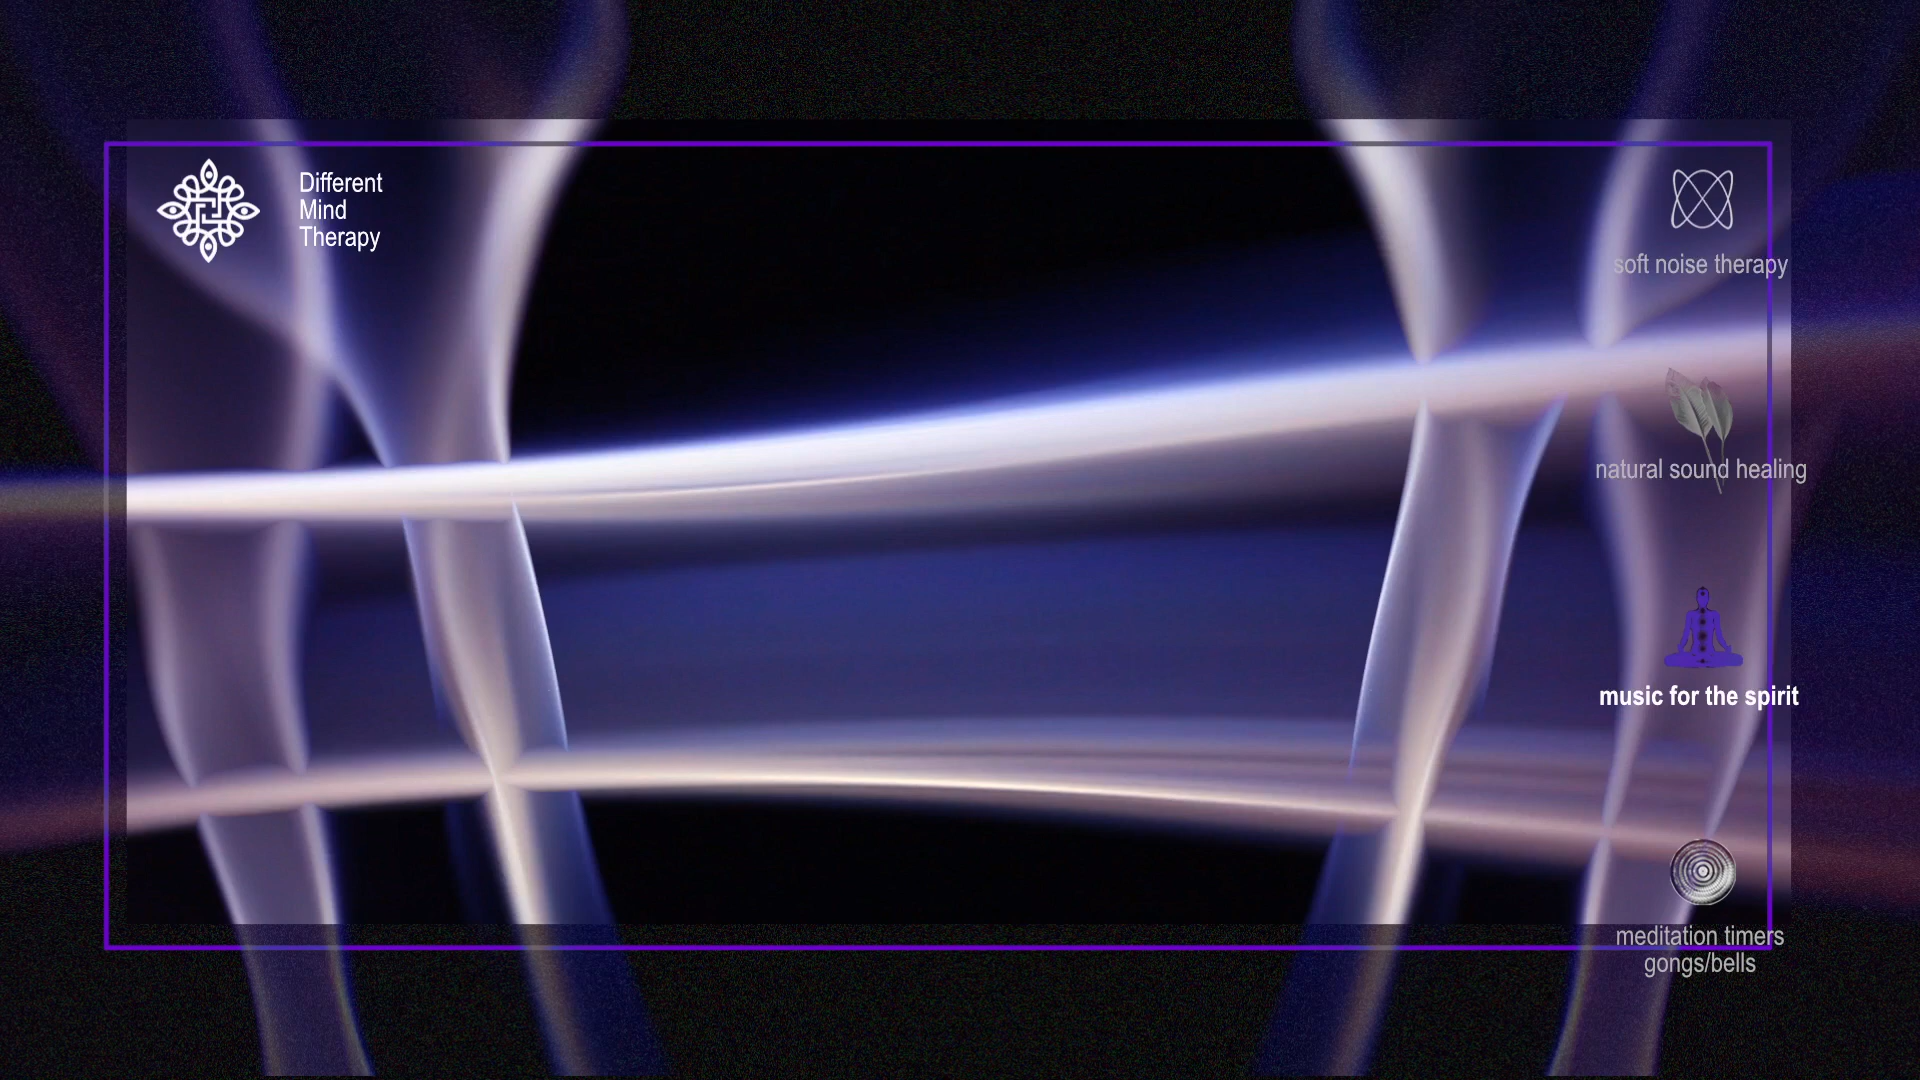 Different
Mind
Therapy
soft noise therapy
natural sound healing
music for the spirit
meditation timers
gongs/bells